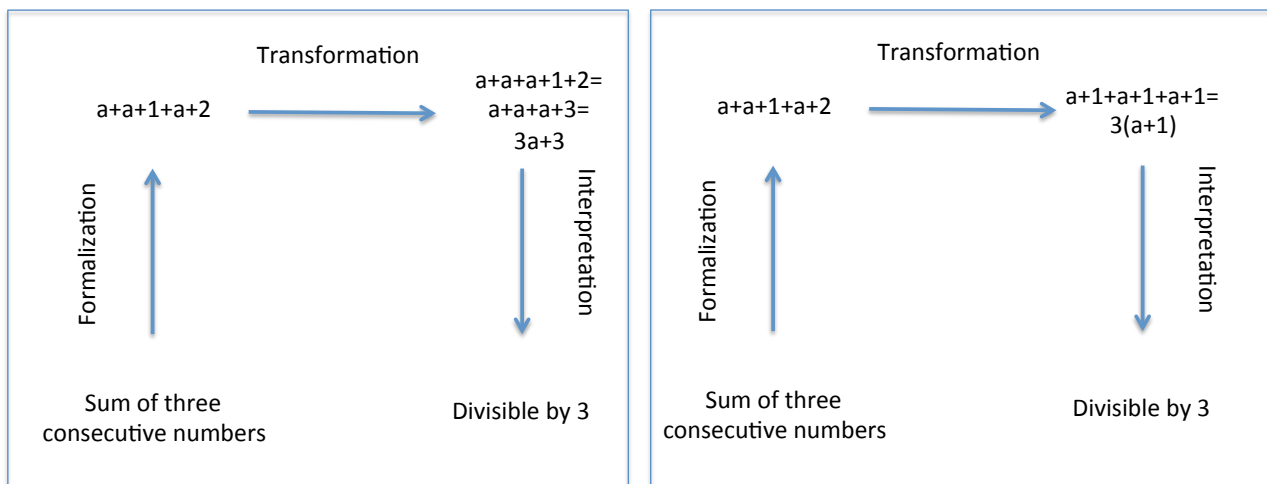 Transformation
a+a+1+a+2
a+a+a+1+2=
a+a+a+3=
3a+3
Formalization
Interpretation
Sum of three
consecutive numbers
Divisible by 3
Transformation
a+a+1+a+2
a+1+a+1+a+1=
3(a+1)
Formalization
Interpretation
Sum of three
consecutive numbers
Divisible by 3